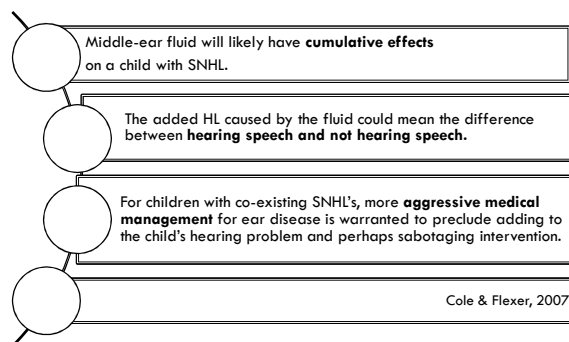 Middle-ear fluid will likely have cumulative effects
on a child with SNHL.
The added HL caused by the fluid could mean the difference
between hearing speech and not hearing speech.
For children with co-existing SNHL's, more aggressive medical
management for ear disease is warranted to preclude adding to
the child's hearing problem and perhaps sabotaging intervention.
Cole & Flexer, 2007